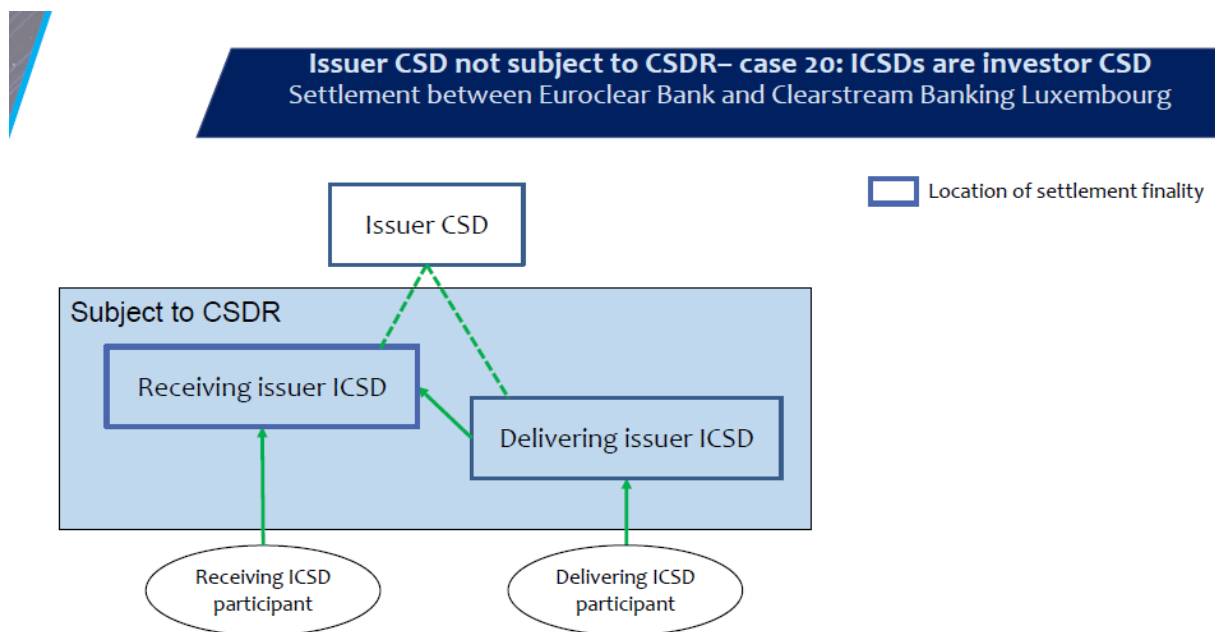 Issuer CSD not subject to CSDR– case 20: ICSDs are investor CSD
Settlement between Euroclear Bank and Clearstream Banking Luxembourg
Location of settlement finality
Issuer CSD
Subject to CSDR
Receiving issuer ICSD
Delivering issuer ICSD
Receiving ICSD
participant
Delivering ICSD
participant